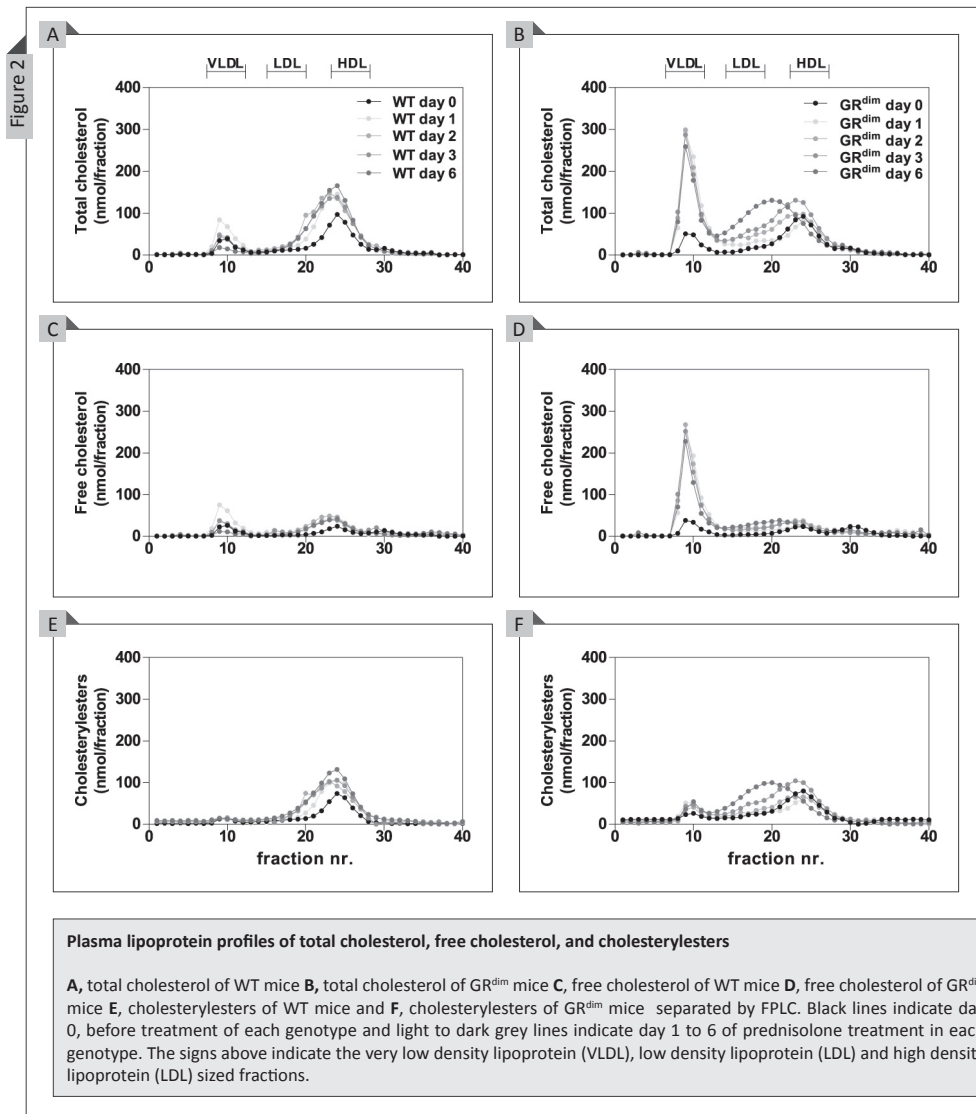 Figure 2
A
VLDL LDL HDL
Total cholesterol
(nmol/fraction)
400
300
200
100
0
1 10 20 30 40
WT day 0
WT day 1
WT day 2
WT day 3
WT day 6
B
VLDL LDL HDL
Total cholesterol
(nmol/fraction)
400
300
200
100
0
1 10 20 30 40
GRdim day 0
GRdim day 1
GRdim day 2
GRdim day 3
GRdim day 6
C
Free cholesterol
(nmol/fraction)
400
300
200
100
0
1 10 20 30 40
D
Free cholesterol
(nmol/fraction)
400
300
200
100
0
1 10 20 30 40
E
Cholesterylesters
(nmol/fraction)
400
300
200
100
0
1 10 20 30 40
fraction nr.
F
Cholesterylesters
(nmol/fraction)
400
300
200
100
0
1 10 20 30 40
fraction nr.
Plasma lipoprotein profiles of total cholesterol, free cholesterol, and cholesterylesters
A, total cholesterol of WT mice B, total cholesterol of GRdim mice C, free cholesterol of WT mice D, free cholesterol of GRdi
mice E, cholesterylesters of WT mice and F, cholesterylesters of GRdim mice separated by FPLC. Black lines indicate da
0, before treatment of each genotype and light to dark grey lines indicate day 1 to 6 of prednisolone treatment in eac
genotype. The signs above indicate the very low density lipoprotein (VLDL), low density lipoprotein (LDL) and high densit
lipoprotein (LDL) sized fractions.